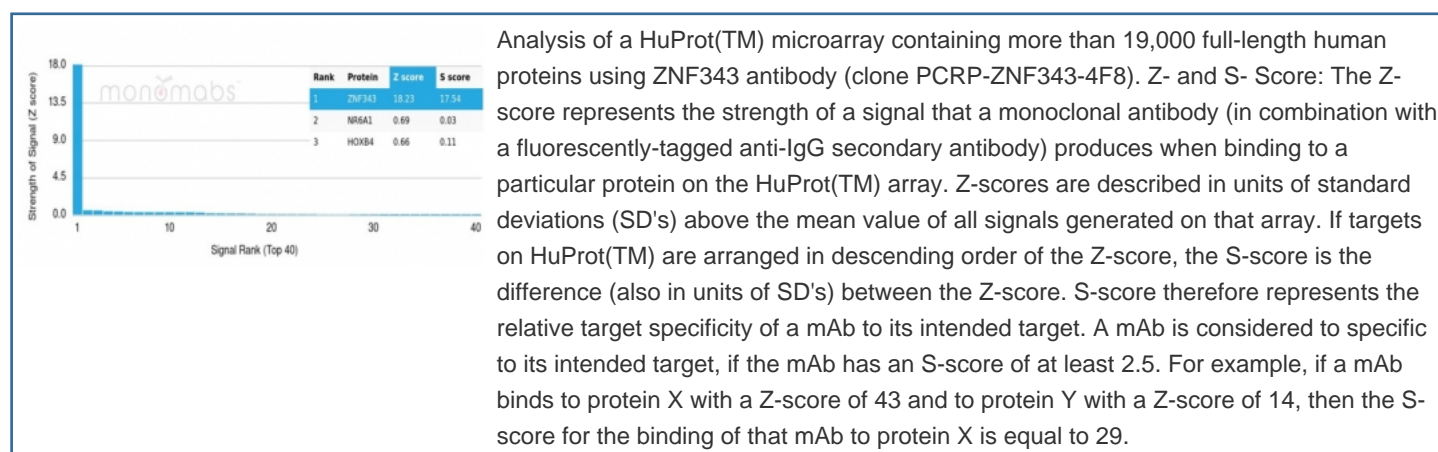 Strength of Signal (Z score)
18.0
13.5
9.0
4.5
0.0
1 10 20 30 40
Signal Rank (Top 40)
monomabs
Rank Protein Z score S score
1 ZNF343 18.23 17.54
2 NR6A1 0.69 0.03
3 HOXB4 0.66 0.11
Analysis of a HuProt(TM) microarray containing more than 19,000 full-length human
proteins using ZNF343 antibody (clone PCRP-ZNF343-4F8). Z- and S- Score: The Z-
score represents the strength of a signal that a monoclonal antibody (in combination with
a fluorescently-tagged anti-IgG secondary antibody) produces when binding to a
particular protein on the HuProt(TM) array. Z-scores are described in units of standard
deviations (SD's) above the mean value of all signals generated on that array. If targets
on HuProt(TM) are arranged in descending order of the Z-score, the S-score is the
difference (also in units of SD's) between the Z-score. S-score therefore represents the
relative target specificity of a mAb to its intended target. A mAb is considered to specific
to its intended target, if the mAb has an S-score of at least 2.5. For example, if a mAb
binds to protein X with a Z-score of 43 and to protein Y with a Z-score of 14, then the S-
score for the binding of that mAb to protein X is equal to 29.